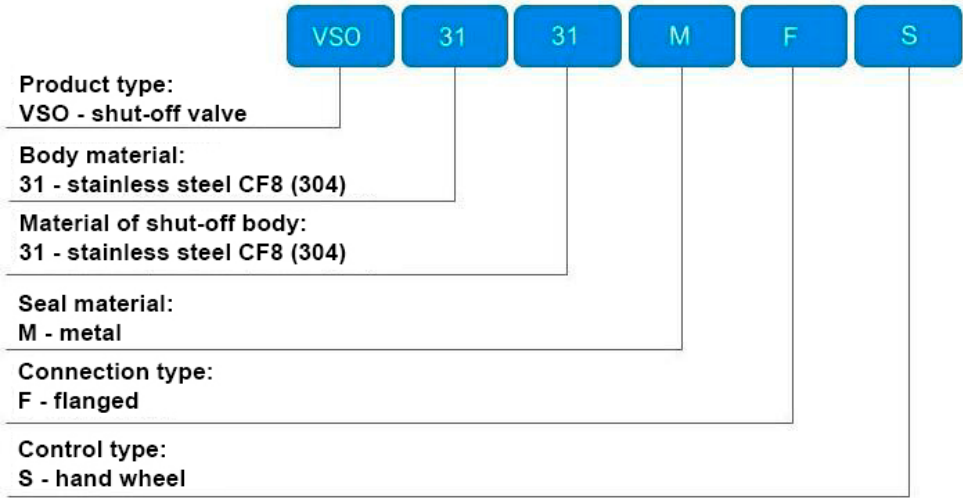 VSO 31 31 M F S
Product type:
VSO - shut-off valve
Body material:
31 - stainless steel CF8 (304)
Material of shut-off body:
31 - stainless steel CF8 (304)
Seal material:
M - metal
Connection type:
F - flanged
Control type:
S - hand wheel